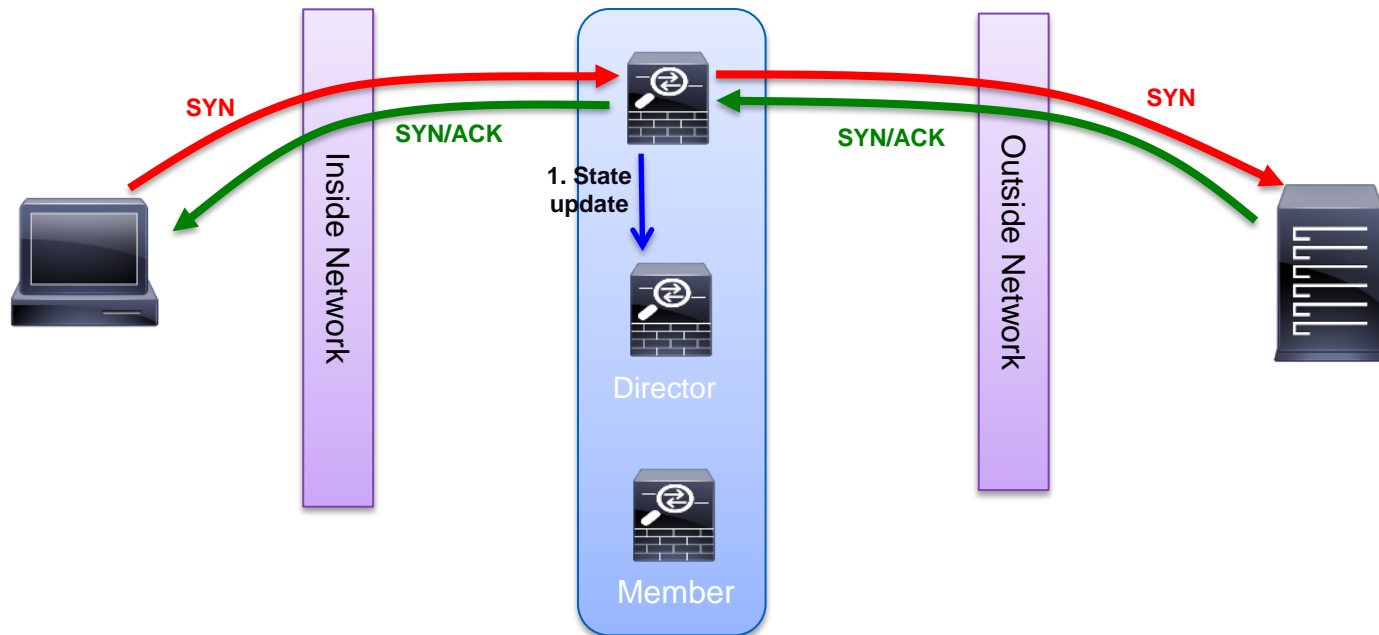 SYN
SYN/ACK
SYN
SYN/ACK
1. State
update
Inside Network
Outside Network
Director
Member